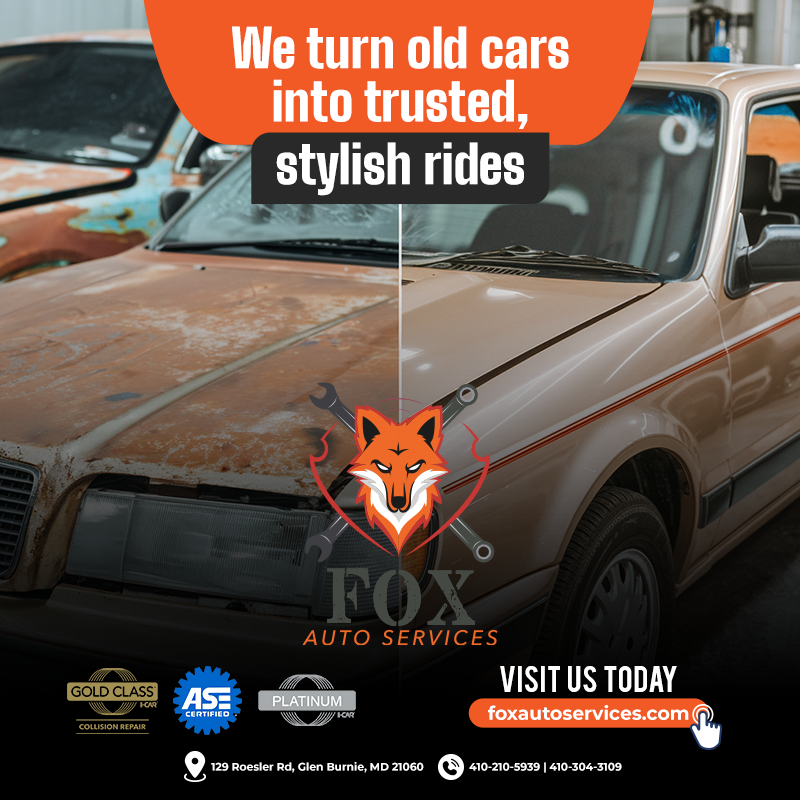 We turn old cars
into trusted,
stylish rides
FOX
AUTO SERVICES
GOLD CLASS
I-CAR
COLLISION REPAIR
ASE
CERTIFIED
PLATINUM
I-CAR
VISIT US TODAY
foxautoservices.com
129 Roesler Rd, Glen Burnie, MD 21060
410-210-5939 | 410-304-3109